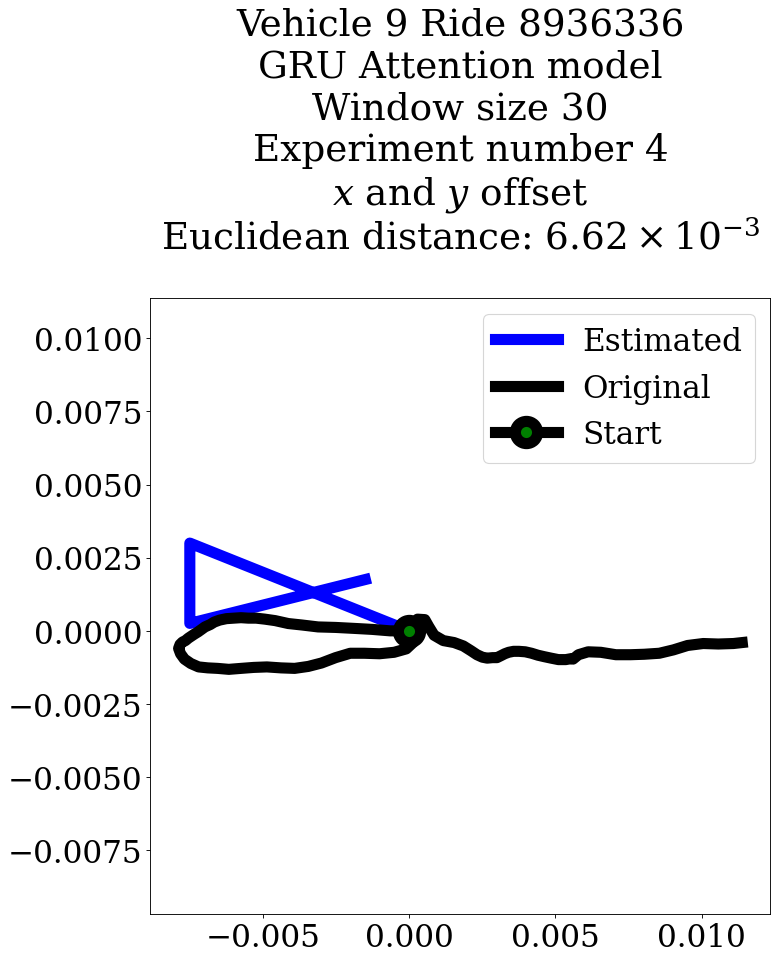 Vehicle 9 Ride 8936336
GRU Attention model
Window size 30
Experiment number 4
x and y offset
Euclidean distance: 6.62 × 10⁻³
Estimated
Original
Start
0.0100
0.0075
0.0050
0.0025
0.0000
−0.0025
−0.0050
−0.0075
−0.005 0.000 0.005 0.010